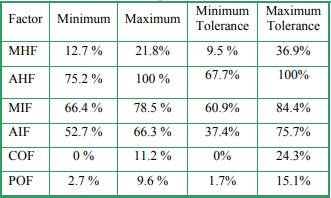 Factor Minimum Maximum Minimum Tolerance Maximum Tolerance
MHF 12.7 % 21.8% 9.5 % 36.9%
AHF 75.2 % 100 % 67.7% 100%
MIF 66.4 % 78.5 % 60.9% 84.4%
AIF 52.7 % 66.3 % 37.4% 75.7%
COF 0 % 11.2 % 0% 24.3%
POF 2.7 % 9.6 % 1.7% 15.1%